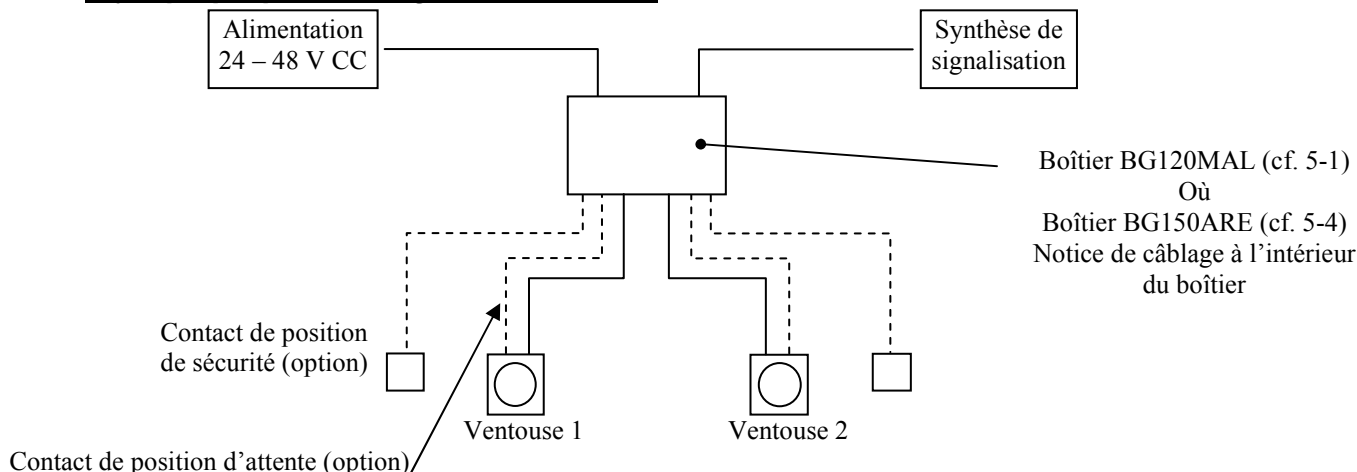 Alimentation
24 – 48 V CC
Synthèse de
signalisation
Boîtier BG120MAL (cf. 5-1)
Où
Boîtier BG150ARE (cf. 5-4)
Notice de câblage à l’intérieur
du boîtier
Contact de position
de sécurité (option)
Ventouse 1
Ventouse 2
Contact de position d’attente (option)